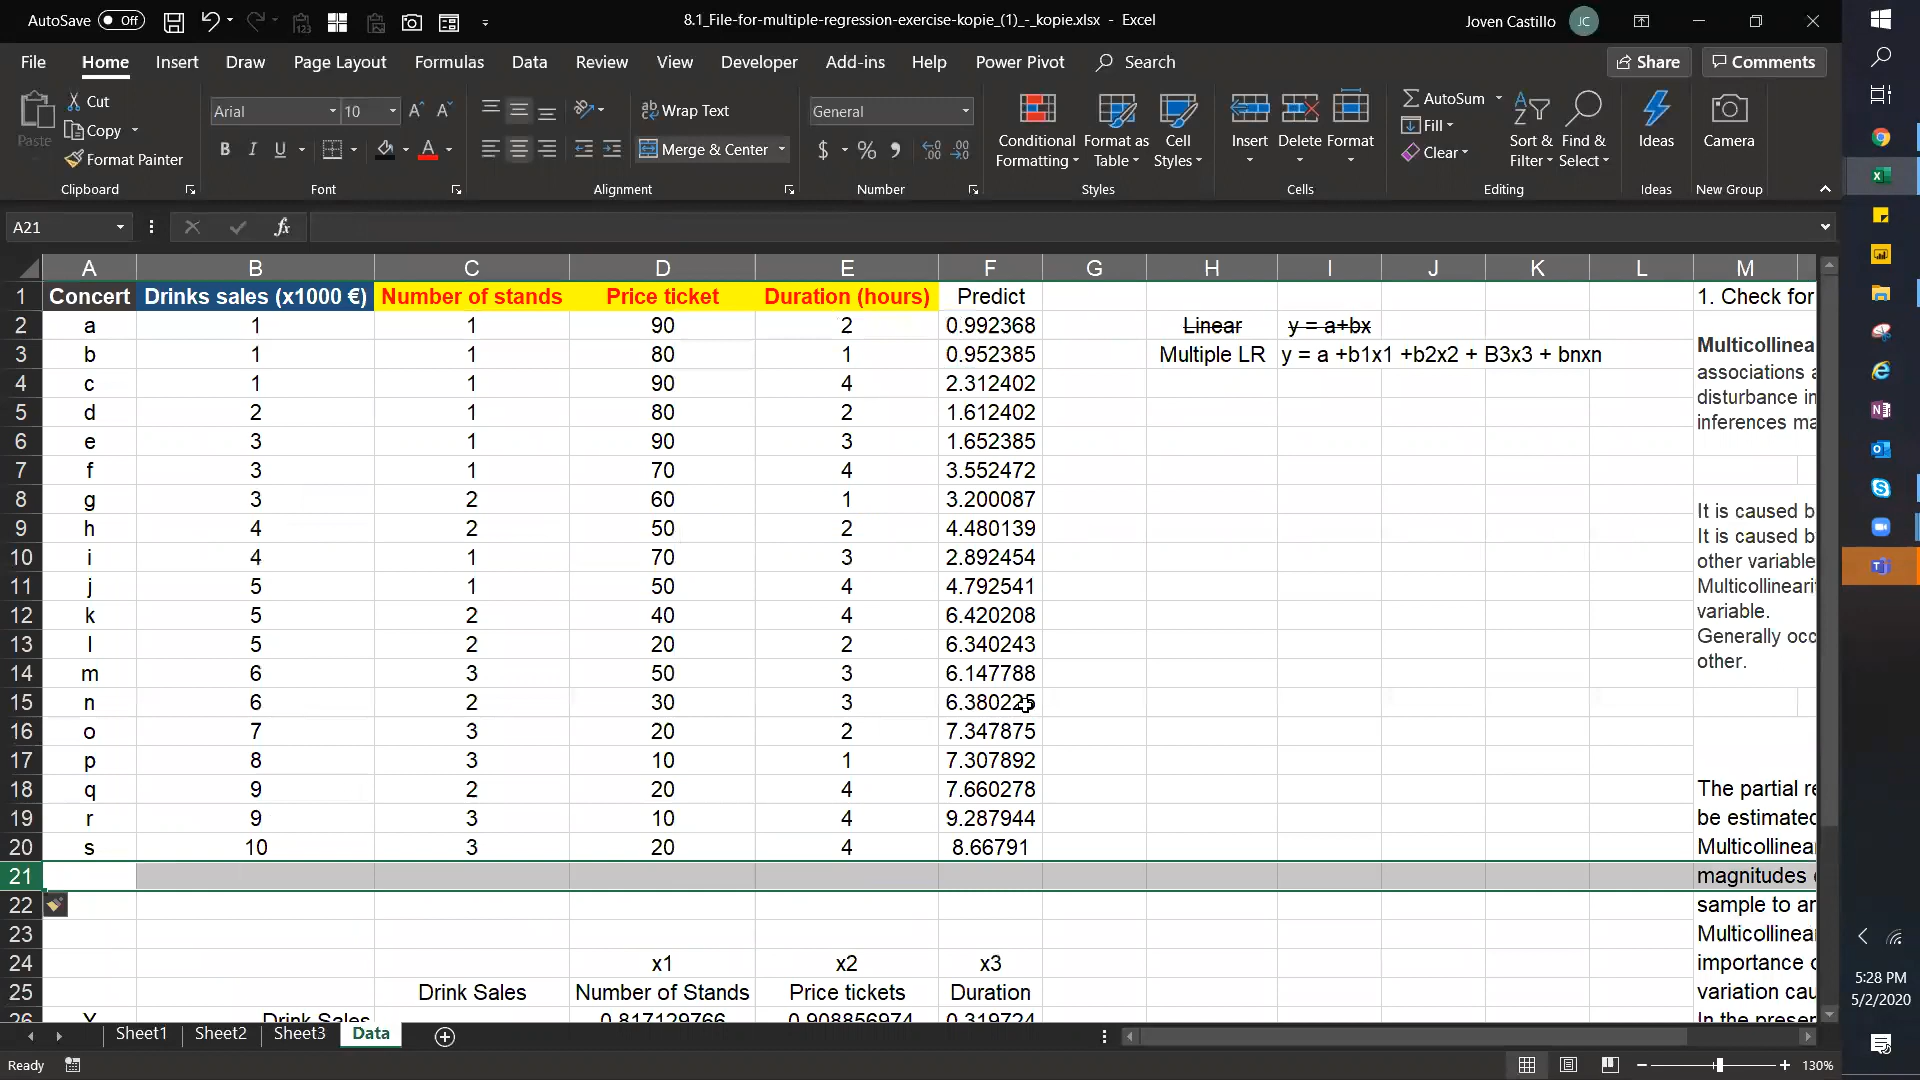 AutoSave Off 8.1_File-for-multiple-regression-exercise-kopie_(1)_-_kopie.xlsx - Excel Joven Castillo JC
File Home Insert Draw Page Layout Formulas Data Review View Developer Add-ins Help Power Pivot Search Share Comments
Paste Cut Copy Format Painter Clipboard
Arial 10 B I U A Font
Wrap Text Merge & Center Alignment
General $ % Number
Conditional Formatting Format as Table Cell Styles Styles
Insert Delete Format Cells
AutoSum Fill Clear Sort & Filter Find & Select Editing
Ideas Ideas
Camera New Group
A21 fx
A B C D E F G H I J K L M
1 Concert Drinks sales (x1000 €) Number of stands Price ticket Duration (hours) Predict 1. Check for
2 a 1 1 90 2 0.992368 Linear y = a+bx
3 b 1 1 80 1 0.952385 Multiple LR y = a +b1x1 +b2x2 + B3x3 + bnxn Multicollinea
4 c 1 1 90 4 2.312402 associations a
5 d 2 1 80 2 1.612402 disturbance in
6 e 3 1 90 3 1.652385 inferences ma
7 f 3 1 70 4 3.552472
8 g 3 2 60 1 3.200087
9 h 4 2 50 2 4.480139 It is caused b
It is caused b
10 i 4 1 70 3 2.892454 other variable
11 j 5 1 50 4 4.792541 Multicollineari
12 k 5 2 40 4 6.420208 variable.
13 l 5 2 20 2 6.340243 Generally occ
14 m 6 3 50 3 6.147788 other.
15 n 6 2 30 3 6.380225
16 o 7 3 20 2 7.347875
17 p 8 3 10 1 7.307892
18 q 9 2 20 4 7.660278 The partial re
19 r 9 3 10 4 9.287944 be estimated
20 s 10 3 20 4 8.66791 Multicollinear
21 magnitudes
22 sample to an
23 Multicollinear
24 x1 x2 x3 importance
25 Drink Sales Number of Stands Price tickets Duration variation cau
26 Y Drink Sales 0.817129766 0.908856974 0.319724 In the presen
Sheet1 Sheet2 Sheet3 Data
Ready 130%
5:28 PM
5/2/2020